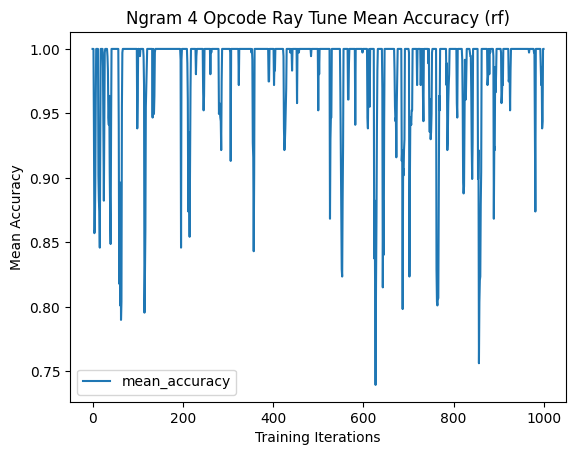 Ngram 4 Opcode Ray Tune Mean Accuracy (rf)
1.00
0.95
0.90
0.85
0.80
0.75
Mean Accuracy
mean_accuracy
0 200 400 600 800 1000
Training Iterations